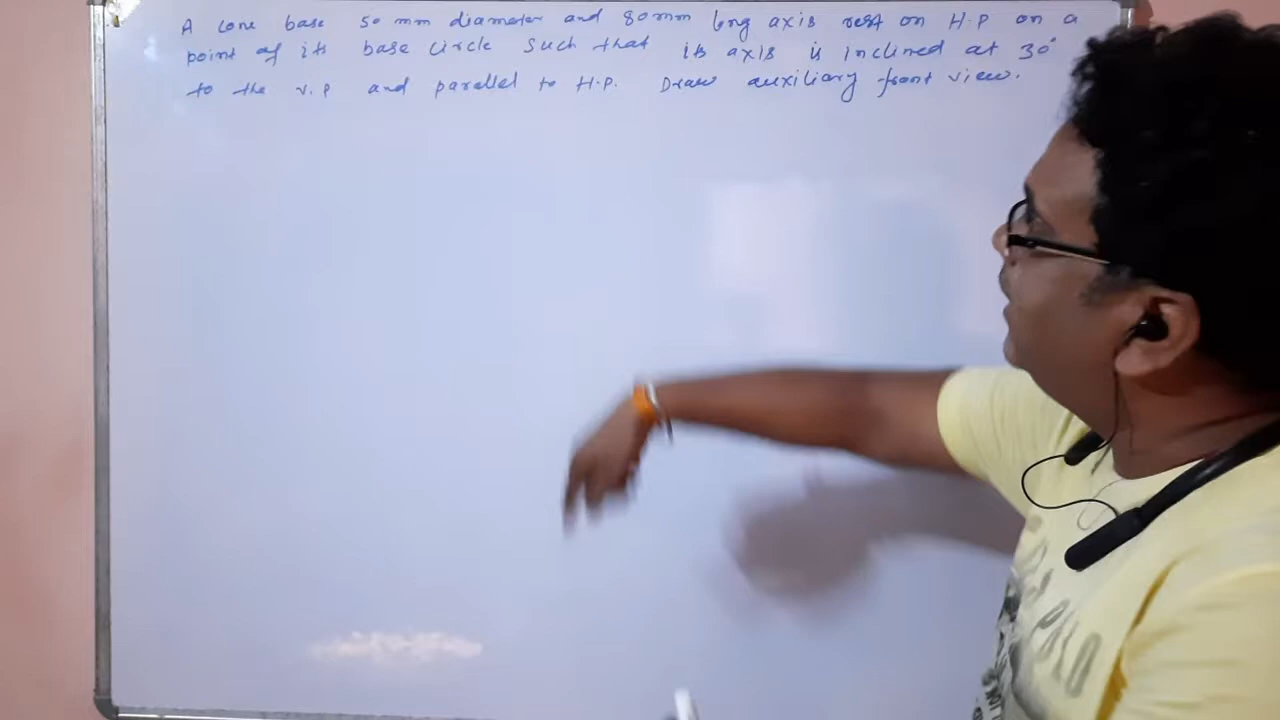 A cone base 50 mm diameter and 80mm long axis rest on H.P on a
point of its base circle such that its axis is inclined at 30°
to the V.P and parallel to H.P. Draw auxiliary front view.